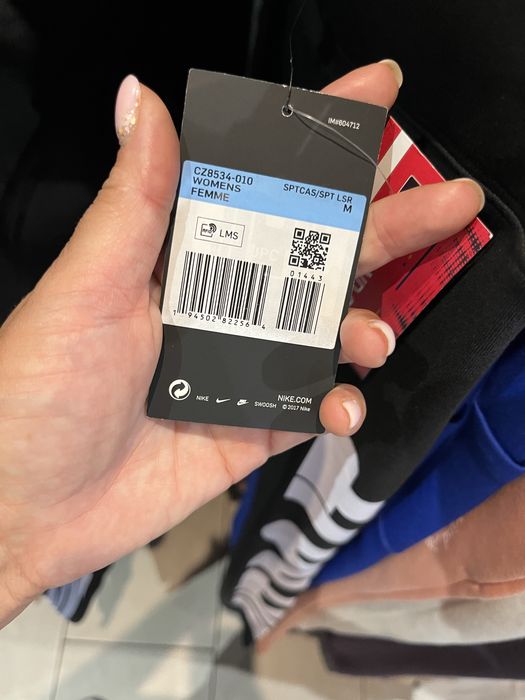 IM#804712
CZ8534-010
WOMENS
FEMME
SPTCAS/SPT LSR
M
RFID
LMS
01443
1 94502 82256 4
NIKE
SWOOSH
NIKE.COM
© 2017 Nike